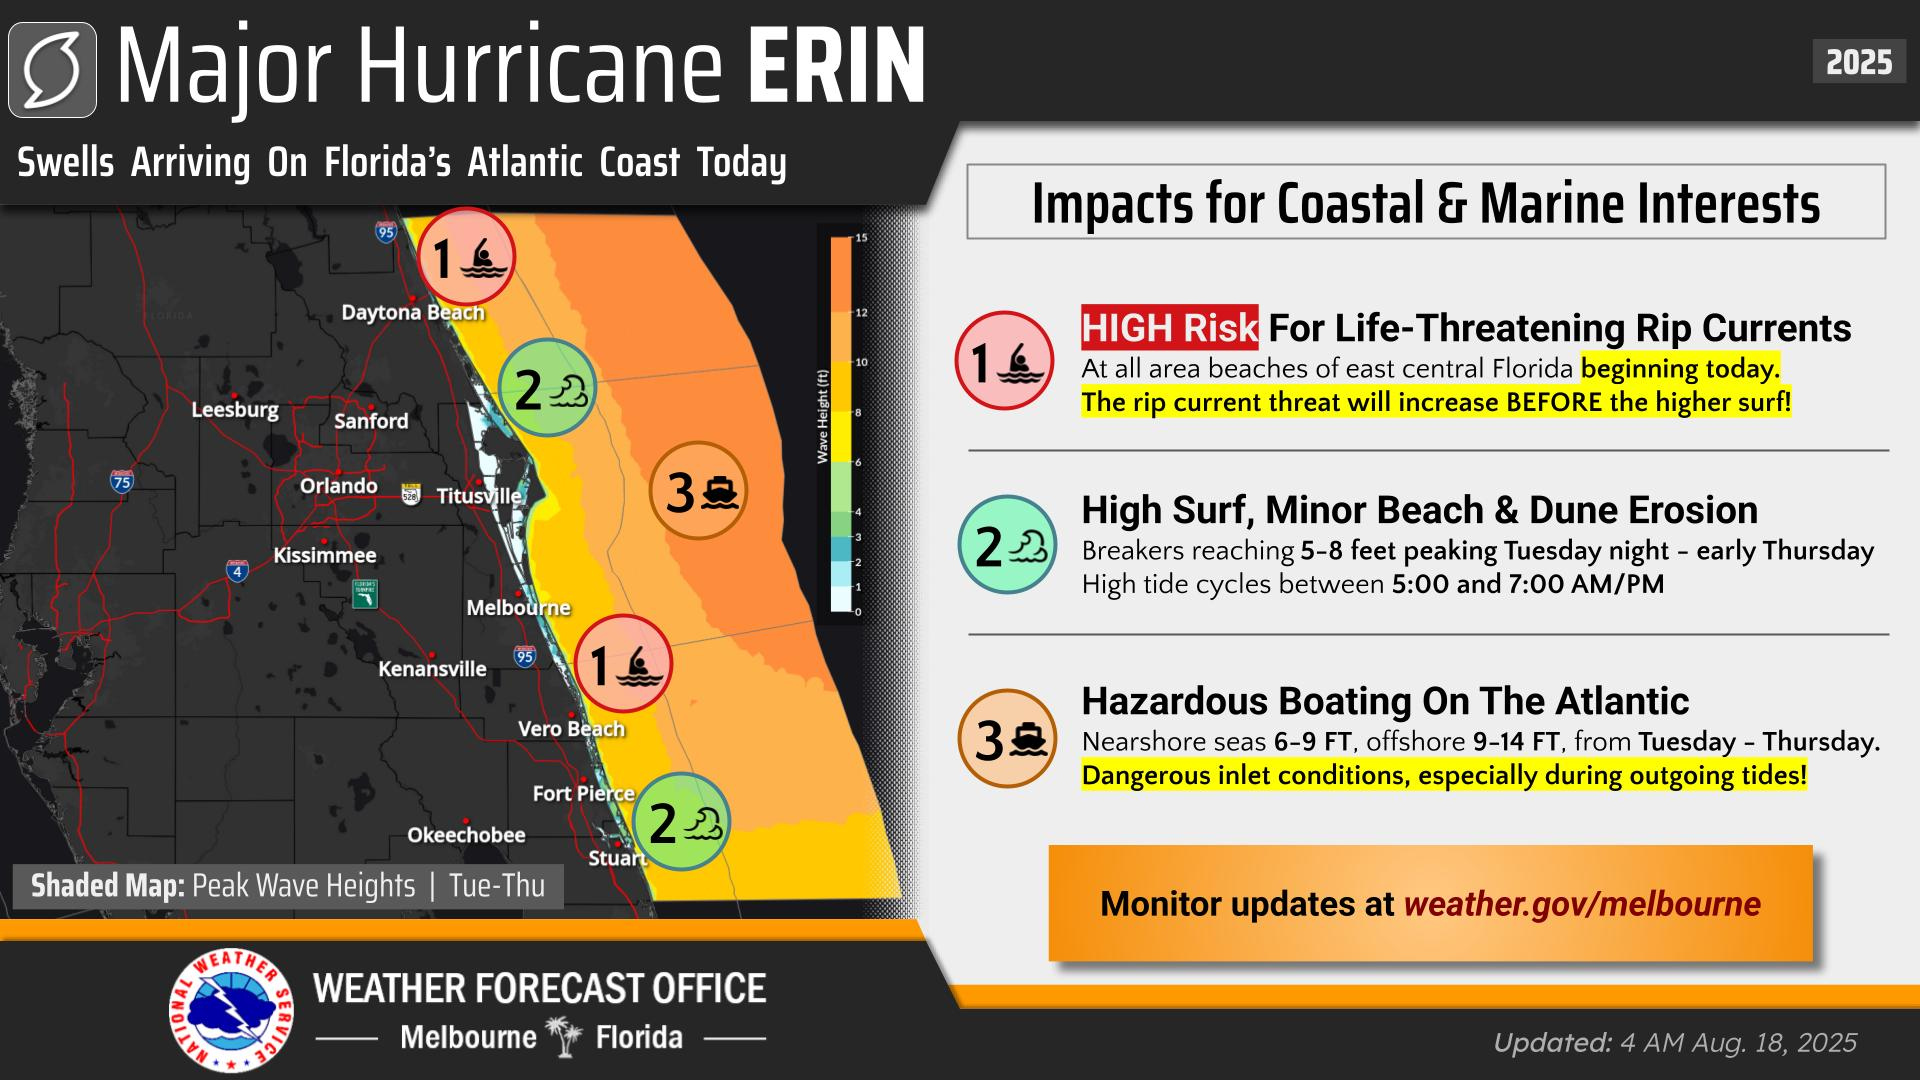 Major Hurricane ERIN
2025
Swells Arriving On Florida's Atlantic Coast Today
Impacts for Coastal & Marine Interests
1
HIGH Risk For Life-Threatening Rip Currents
At all area beaches of east central Florida beginning today.
The rip current threat will increase BEFORE the higher surf!
2
High Surf, Minor Beach & Dune Erosion
Breakers reaching 5-8 feet peaking Tuesday night - early Thursday
High tide cycles between 5:00 and 7:00 AM/PM
3
Hazardous Boating On The Atlantic
Nearshore seas 6-9 FT, offshore 9-14 FT, from Tuesday - Thursday.
Dangerous inlet conditions, especially during outgoing tides!
Monitor updates at weather.gov/melbourne
95
1
Daytona Beach
FLORIDA
2
Leesburg
Sanford
75
Orlando
528
Titusville
3
Kissimmee
4
Melbourne
Kenansville
95
1
Vero Beach
Fort Pierce
2
Okeechobee
Stuart
Wave Height (ft)
15
12
10
8
6
4
3
2
1
0
Shaded Map: Peak Wave Heights | Tue-Thu
NATIONAL WEATHER SERVICE
WEATHER FORECAST OFFICE
Melbourne Florida
Updated: 4 AM Aug. 18, 2025